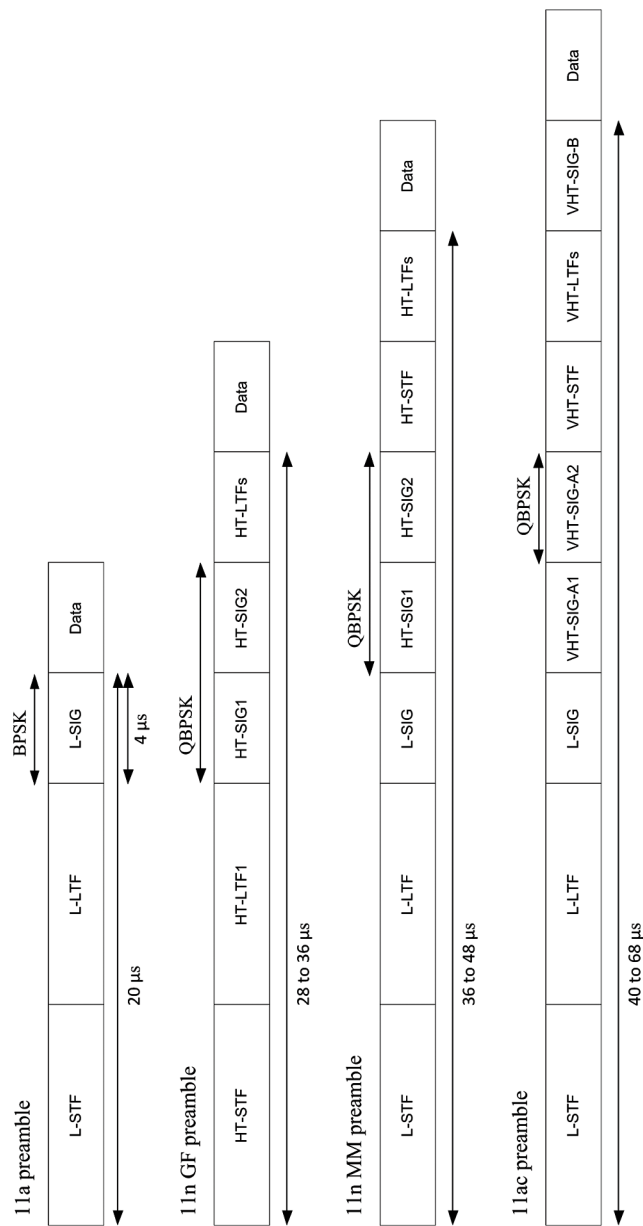 11a preamble
BPSK
L-STF
L-LTF
L-SIG
Data
4 μs
20 μs
11n GF preamble
QBPSK
HT-STF
HT-LTF1
HT-SIG1
HT-SIG2
HT-LTFs
Data
28 to 36 μs
11n MM preamble
QBPSK
L-STF
L-LTF
L-SIG
HT-SIG1
HT-SIG2
HT-STF
HT-LTFs
Data
36 to 48 μs
11ac preamble
QBPSK
L-STF
L-LTF
L-SIG
VHT-SIG-A1
VHT-SIG-A2
VHT-STF
VHT-LTFs
VHT-SIG-B
Data
40 to 68 μs